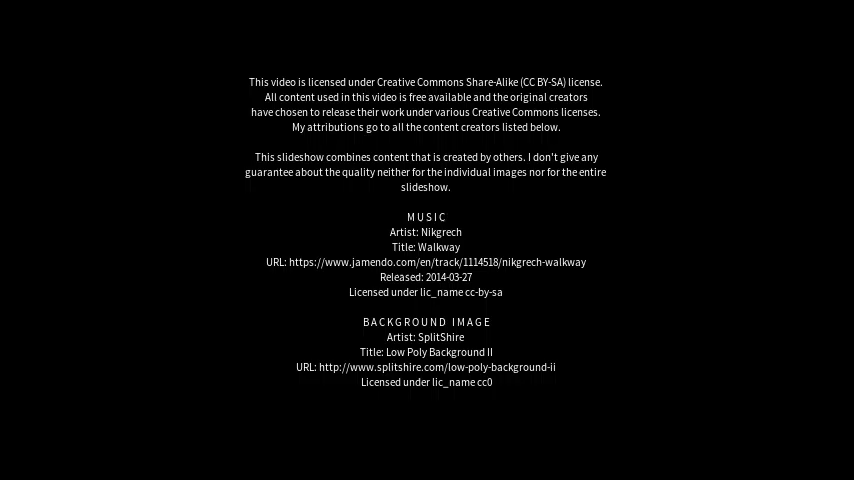 This video is licensed under Creative Commons Share-Alike (CC BY-SA) license.
All content used in this video is free available and the original creators
have chosen to release their work under various Creative Commons licenses.
My attributions go to all the content creators listed below.
This slideshow combines content that is created by others. I don't give any
guarantee about the quality neither for the individual images nor for the entire
slideshow.
M U S I C
Artist: Nikgrech
Title: Walkway
URL: https://www.jamendo.com/en/track/1114518/nikgrech-walkway
Released: 2014-03-27
Licensed under lic_name cc-by-sa
B A C K G R O U N D   I M A G E
Artist: SplitShire
Title: Low Poly Background II
URL: http://www.splitshire.com/low-poly-background-ii
Licensed under lic_name cc0